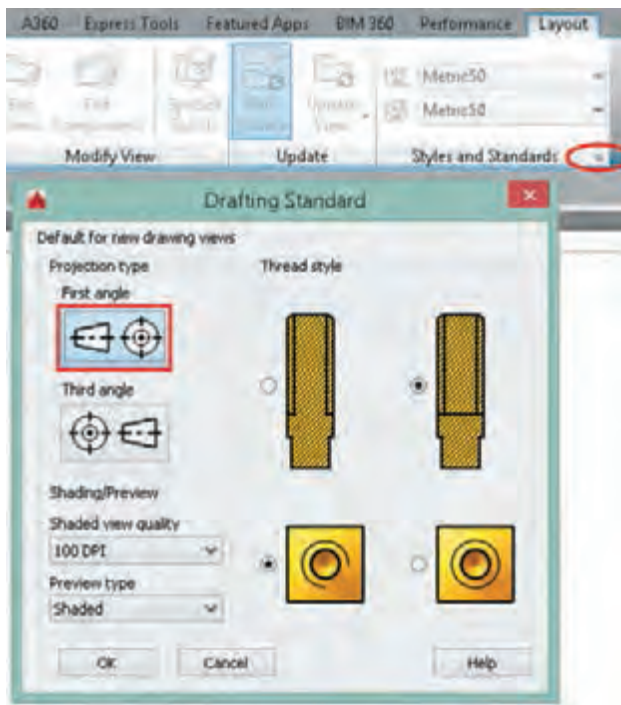 A360 Express Tools Featured Apps BIM 360 Performance Layout
Metric50
Metric50
Modify View Update Styles and Standards
Drafting Standard
Default for new drawing views
Projection type Thread style
First angle
Third angle
Shading/Preview
Shaded view quality
100 DPI
Preview type
Shaded
OK Cancel Help